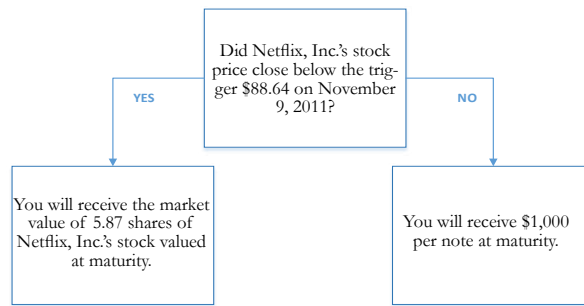 Did Netflix, Inc.'s stock
price close below the trig-
ger $88.64 on November
9, 2011?
YES
NO
You will receive the market
value of 5.87 shares of
Netflix, Inc.'s stock valued
at maturity.
You will receive $1,000
per note at maturity.